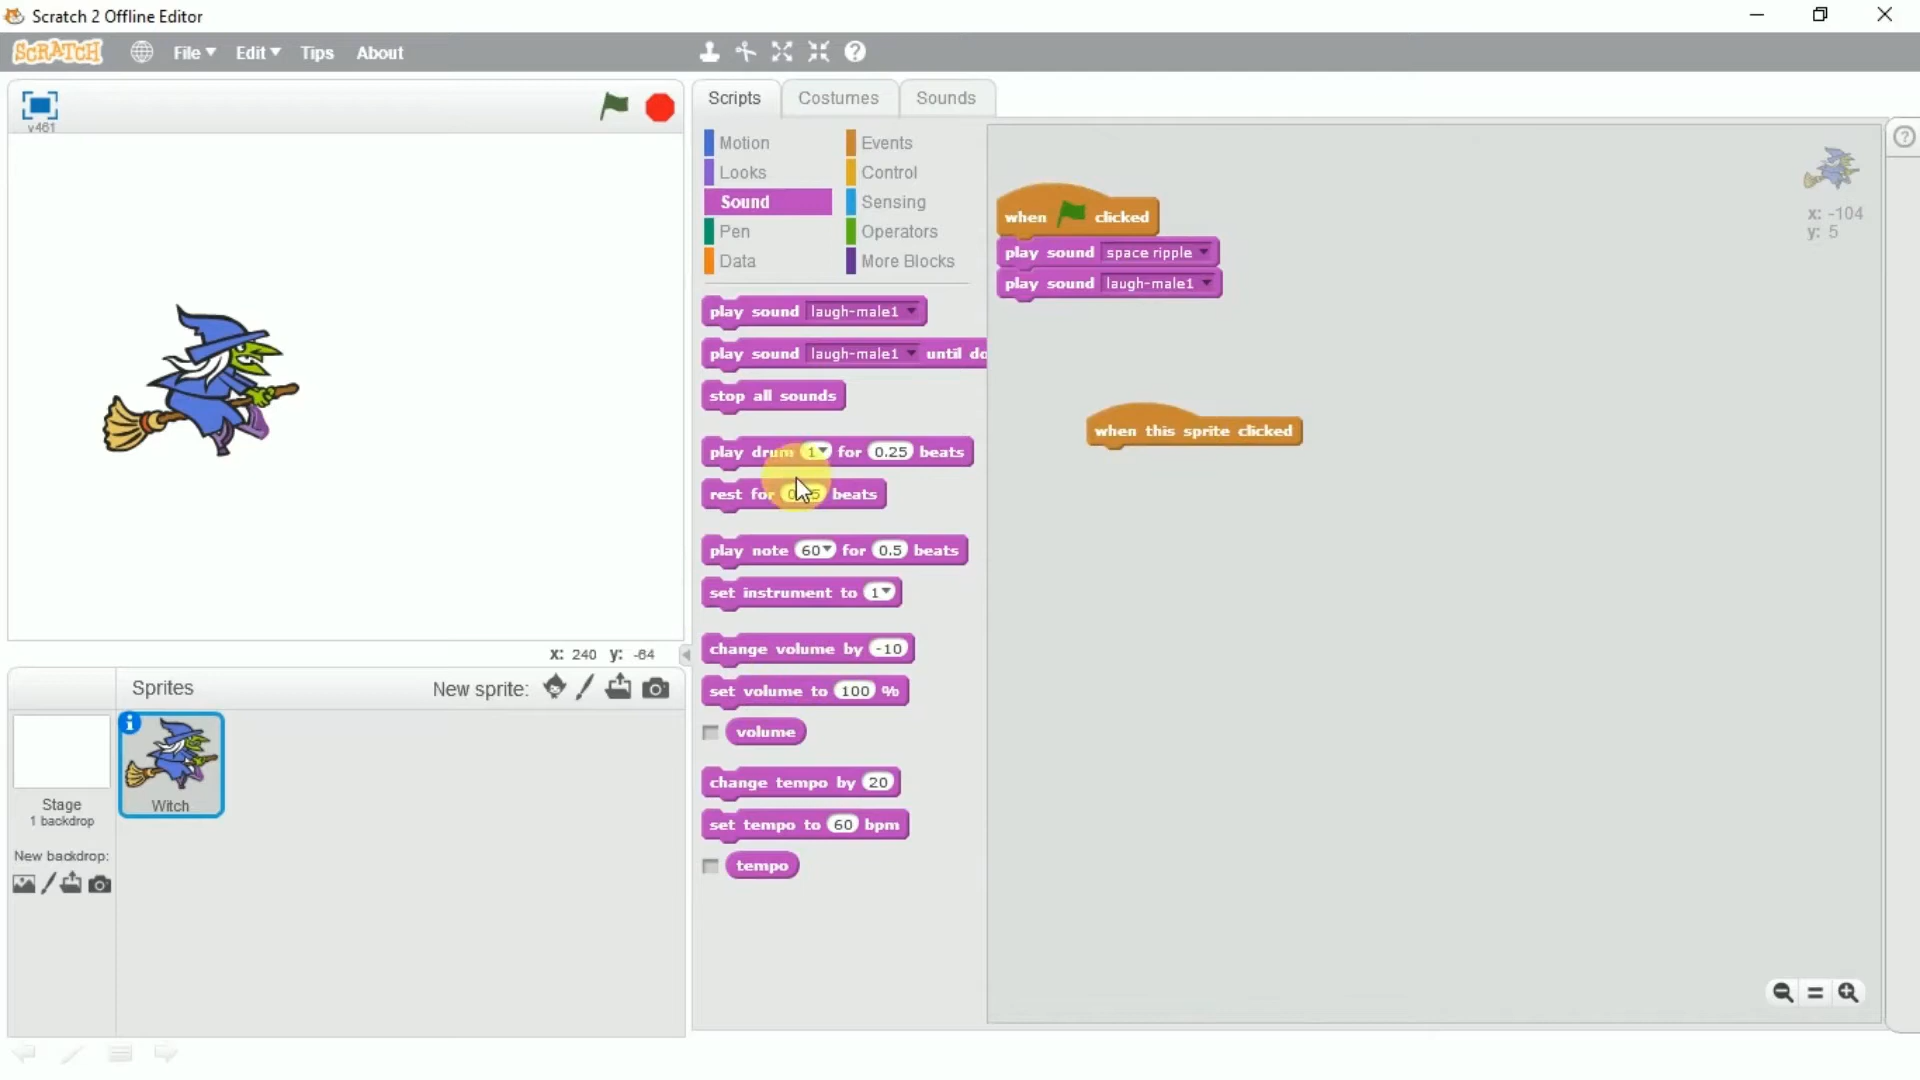 Scratch 2 Offline Editor
SCRATCH File Edit Tips About
v461
Scripts Costumes Sounds
Motion Events
Looks Control
Sound Sensing
Pen Operators
Data More Blocks
play sound laugh-male1
play sound laugh-male1 until do
stop all sounds
play drum 1 for 0.25 beats
rest for beats
play note 60 for 0.5 beats
set instrument to 1
change volume by -10
set volume to 100 %
volume
change tempo by 20
set tempo to 60 bpm
tempo
when clicked
play sound space ripple
play sound laugh-male1
when this sprite clicked
x: -104
y: 5
x: 240 y: -64
Sprites New sprite:
Witch
Stage
1 backdrop
New backdrop: